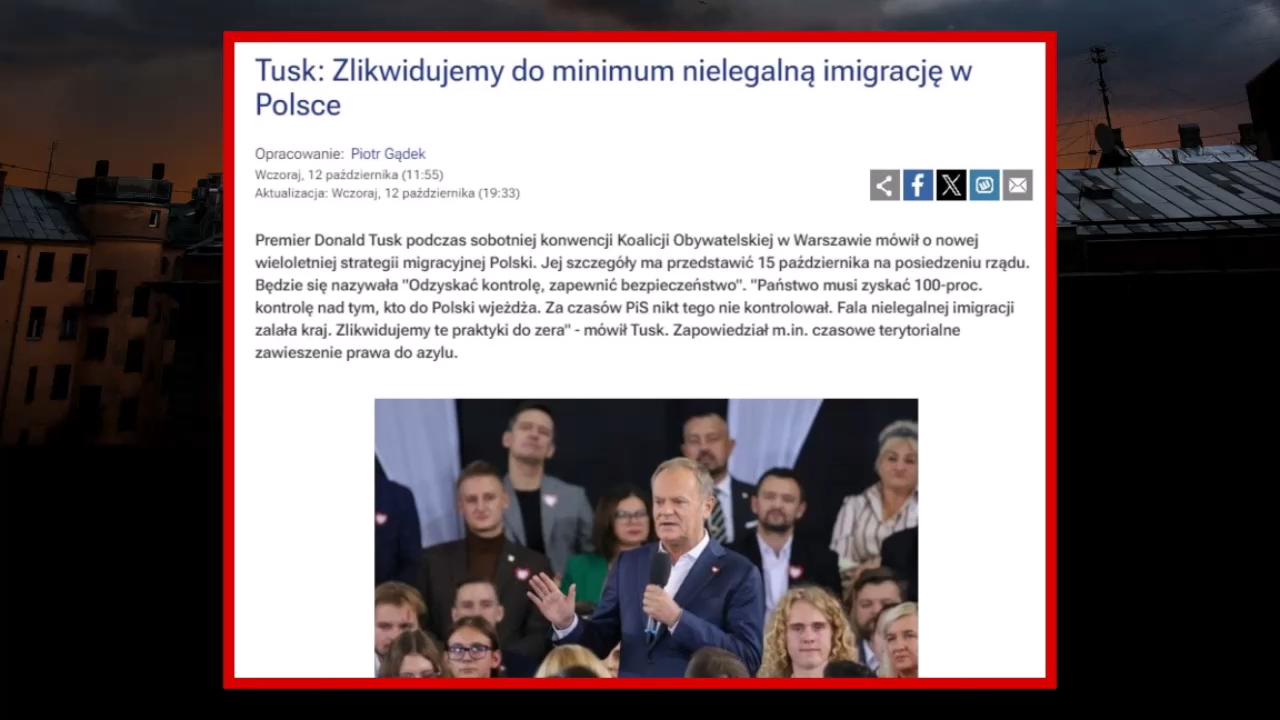 Tusk: Zlikwidujemy do minimum nielegalną imigrację w
Polsce
Opracowanie: Piotr Gądek
Wczoraj, 12 października (11:55)
Aktualizacja: Wczoraj, 12 października (19:33)
Premier Donald Tusk podczas sobotniej konwencji Koalicji Obywatelskiej w Warszawie mówił o nowej
wieloletniej strategii migracyjnej Polski. Jej szczegóły ma przedstawić 15 października na posiedzeniu rządu.
Będzie się nazywała "Odzyskać kontrolę, zapewnić bezpieczeństwo". "Państwo musi zyskać 100-proc.
kontrolę nad tym, kto do Polski wjeżdża. Za czasów PiS nikt tego nie kontrolował. Fala nielegalnej imigracji
zalała kraj. Zlikwidujemy te praktyki do zera" - mówił Tusk. Zapowiedział m.in. czasowe terytorialne
zawieszenie prawa do azylu.